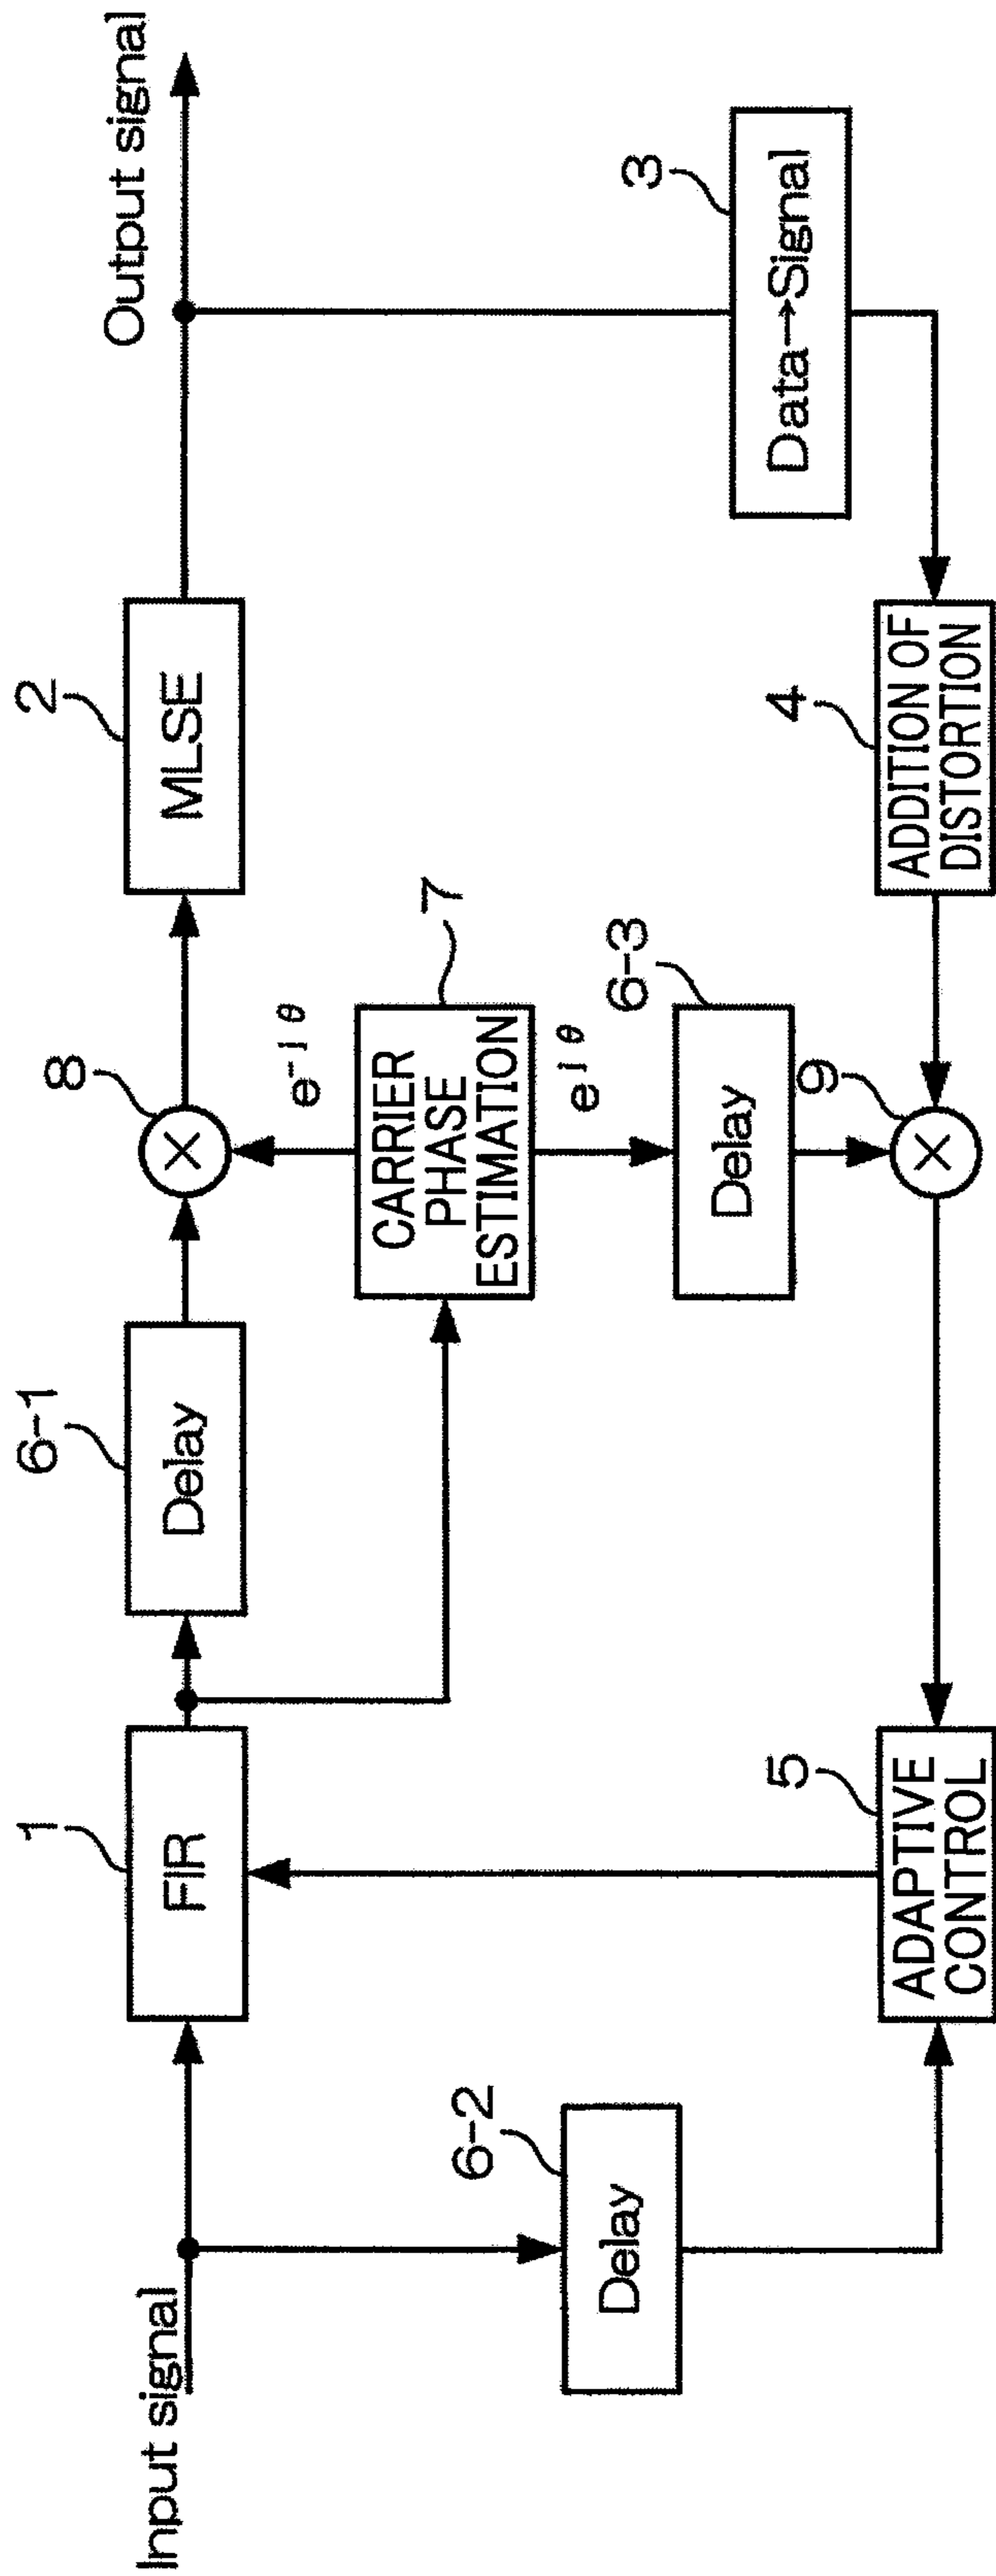 Input signal
1
FIR
6-1
Delay
8
2
MLSE
Output signal
e^-jθ
7
CARRIER
PHASE
ESTIMATION
e^jθ
6-2
Delay
6-3
Delay
3
Data→Signal
5
ADAPTIVE
CONTROL
9
4
ADDITION OF
DISTORTION